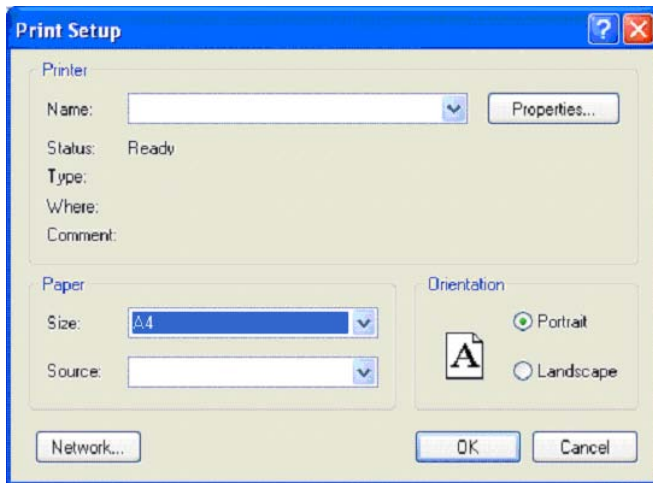 Print Setup
Printer
Name:
Properties...
Status: Ready
Type:
Where:
Comment:
Paper
Size: A4
Source:
Orientation
A
Portrait
Landscape
Network...
OK
Cancel